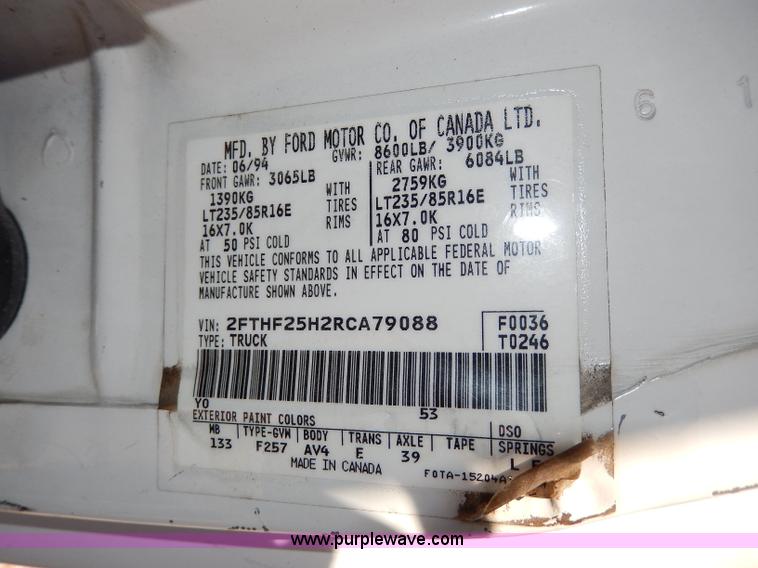 6 1
MFD. BY FORD MOTOR CO. OF CANADA LTD.
DATE: 06/94 GVWR: 8600LB/ 3900KG
FRONT GAWR: 3065LB REAR GAWR: 6084LB
1390KG WITH 2759KG WITH
LT235/85R16E TIRES LT235/85R16E TIRES
16X7.0K RIMS 16X7.0K RIMS
AT 50 PSI COLD AT 80 PSI COLD
THIS VEHICLE CONFORMS TO ALL APPLICABLE FEDERAL MOTOR
VEHICLE SAFETY STANDARDS IN EFFECT ON THE DATE OF
MANUFACTURE SHOWN ABOVE.
VIN: 2FTHF25H2RCA79088 F0036
TYPE: TRUCK T0246
YO 53
EXTERIOR PAINT COLORS DSO
WB TYPE-GVW BODY TRANS AXLE TAPE SPRINGS
133 F257 AV4 E 39 L
MADE IN CANADA
F0TA-15204A
www.purplewave.com